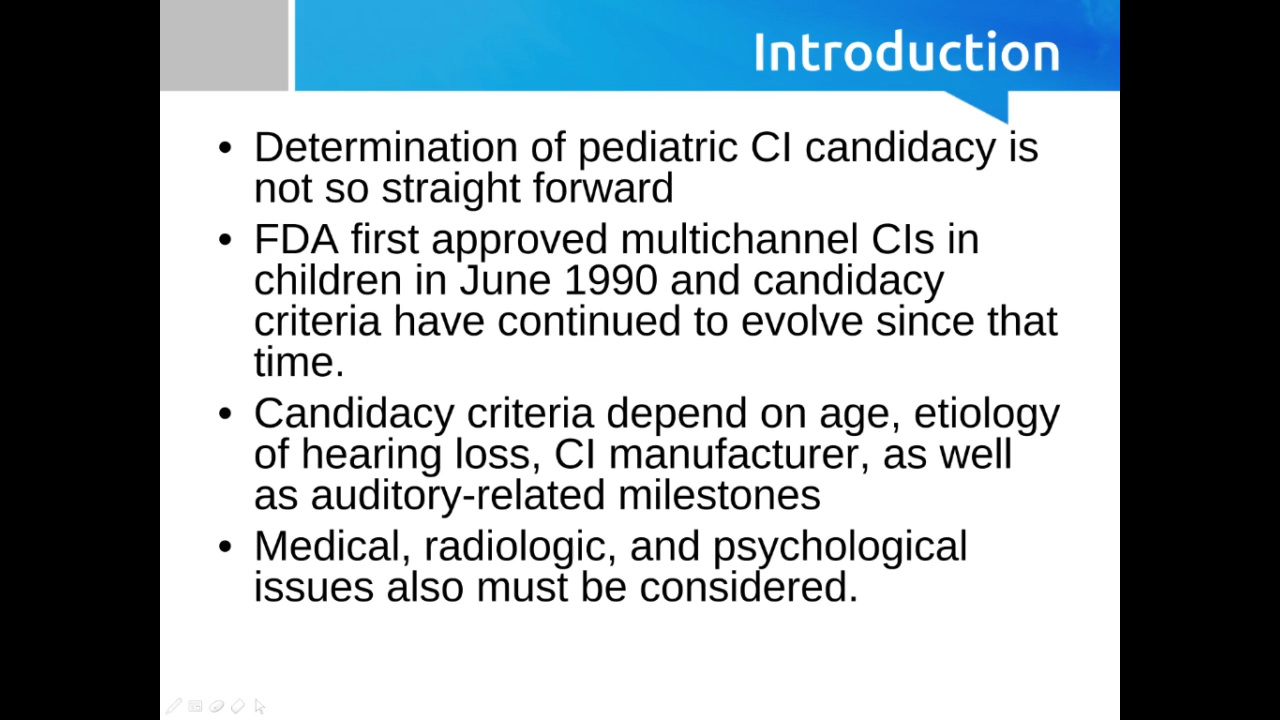 Introduction
• Determination of pediatric CI candidacy is
not so straight forward
• FDA first approved multichannel CIs in
children in June 1990 and candidacy
criteria have continued to evolve since that
time.
• Candidacy criteria depend on age, etiology
of hearing loss, CI manufacturer, as well
as auditory-related milestones
• Medical, radiologic, and psychological
issues also must be considered.